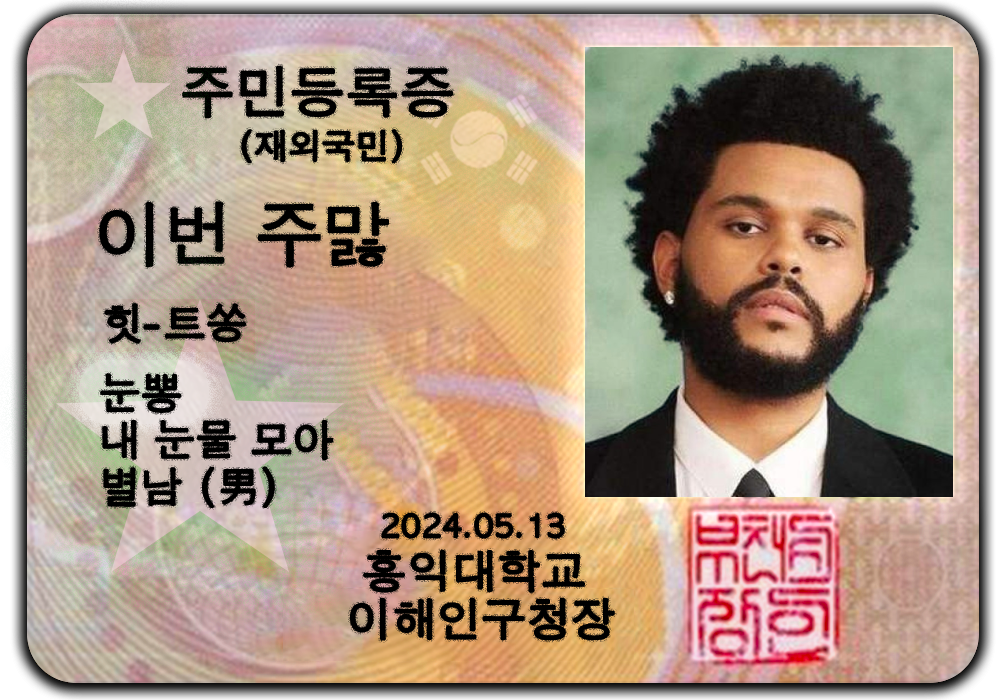 주민등록증
(재외국민)
이번 주맗
힛-트쏭
눈뽕
내 눈물 모아
별남 (男)
2024.05.13
홍익대학교
이해인구청장